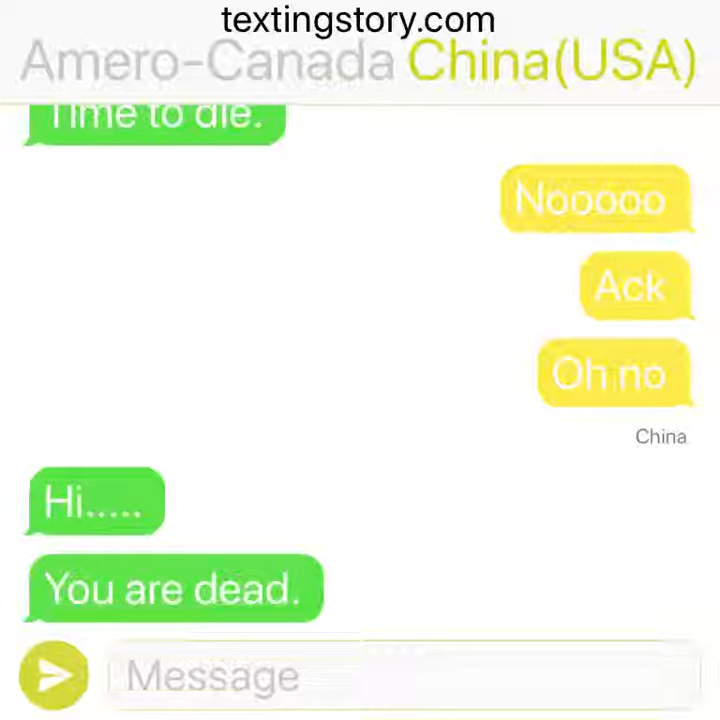 textingstory.com
Amero-Canada China(USA)
Time to die.
Nooooo
Ack
Oh no
China
Hi.....
You are dead.
Message